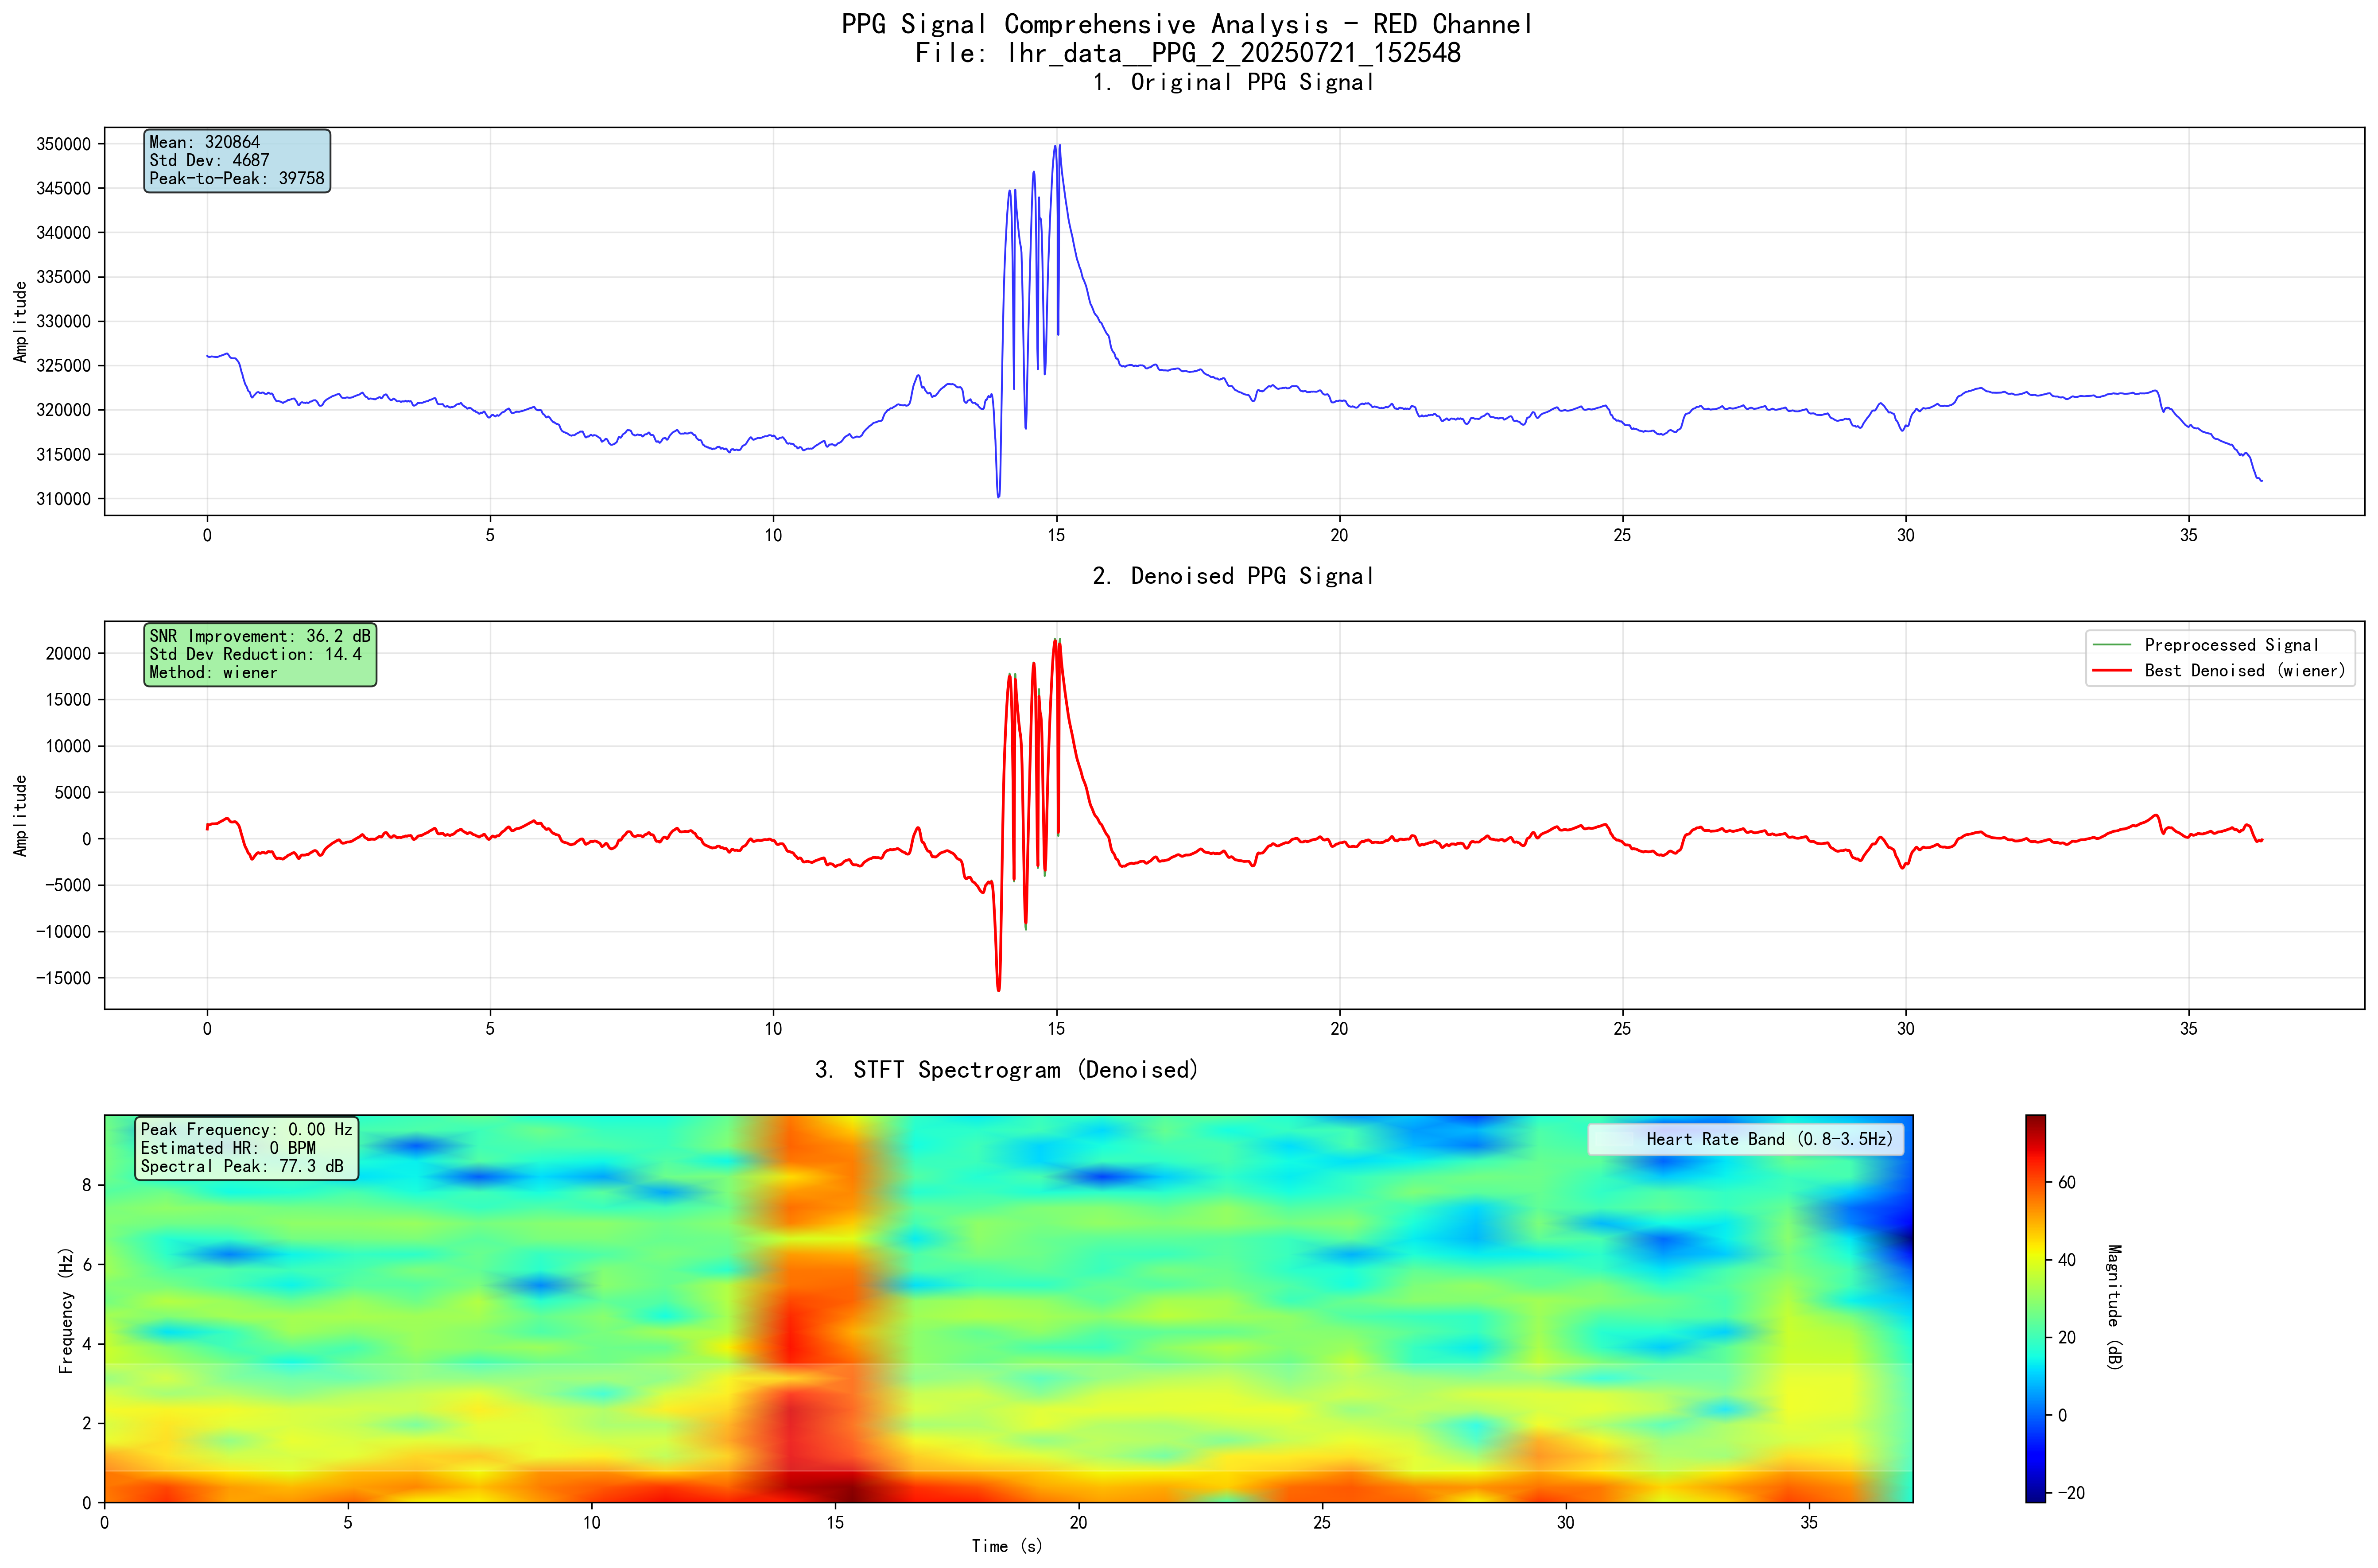 PPG Signal Comprehensive Analysis - RED Channel
File: lhr_data__PPG_2_20250721_152548
1. Original PPG Signal
Mean: 320864
Std Dev: 4687
Peak-to-Peak: 39758
Amplitude
350000
345000
340000
335000
330000
325000
320000
315000
310000
0 5 10 15 20 25 30 35
2. Denoised PPG Signal
SNR Improvement: 36.2 dB
Std Dev Reduction: 14.4
Method: wiener
Preprocessed Signal
Best Denoised (wiener)
Amplitude
20000
15000
10000
5000
0
-5000
-10000
-15000
0 5 10 15 20 25 30 35
3. STFT Spectrogram (Denoised)
Peak Frequency: 0.00 Hz
Estimated HR: 0 BPM
Spectral Peak: 77.3 dB
Heart Rate Band (0.8-3.5Hz)
Frequency (Hz)
8
6
4
2
0
0 5 10 15 20 25 30 35
Time (s)
60
40
20
0
-20
Magnitude (dB)